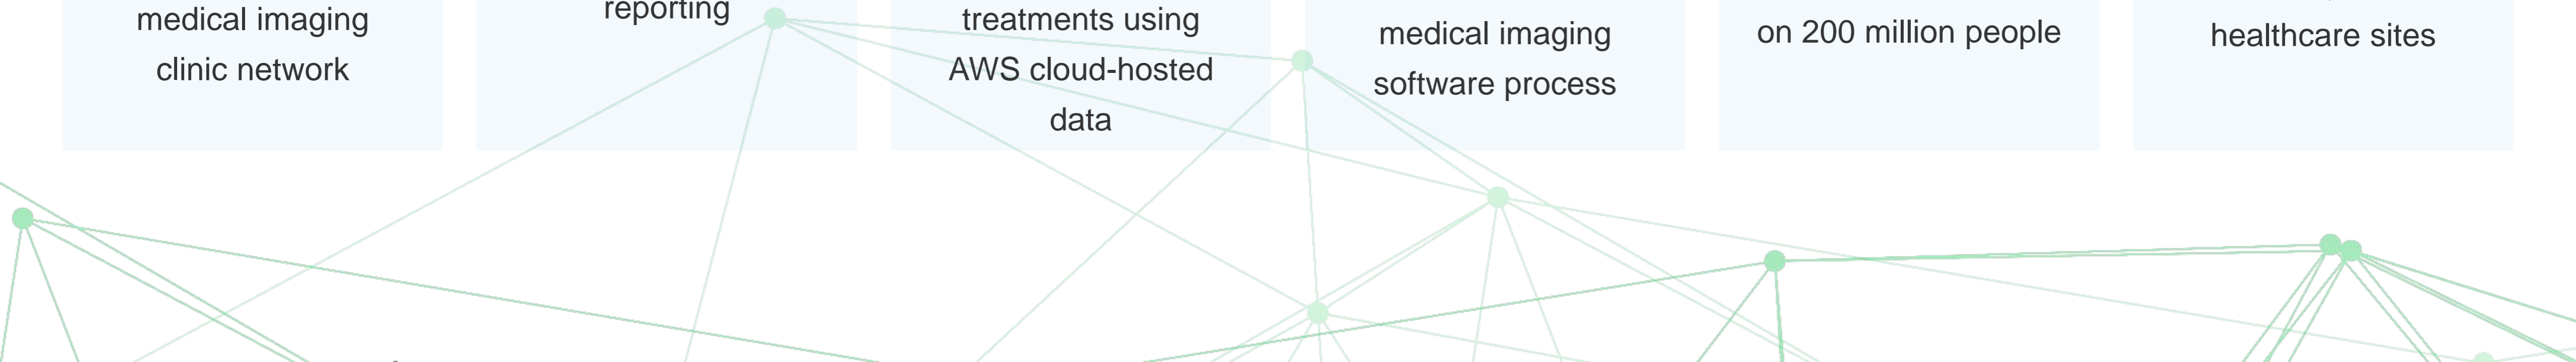 medical imaging
clinic network
reporting
treatments using
AWS cloud-hosted
data
medical imaging
software process
on 200 million people
healthcare sites